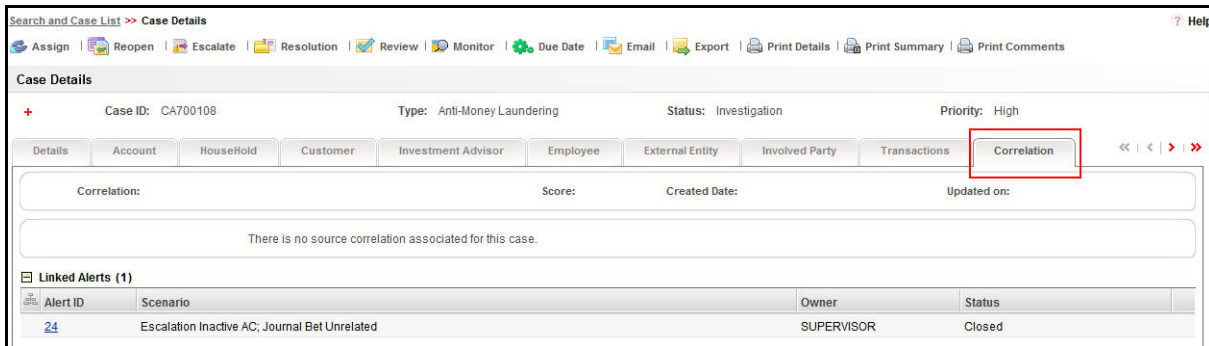 Search and Case List >> Case Details ? Help
Assign | Reopen | Escalate | Resolution | Review | Monitor | Due Date | Email | Export | Print Details | Print Summary | Print Comments
Case Details
+ Case ID: CA700108 Type: Anti-Money Laundering Status: Investigation Priority: High
Details Account HouseHold Customer Investment Advisor Employee External Entity Involved Party Transactions Correlation
Correlation: Score: Created Date: Updated on:
There is no source correlation associated for this case.
Linked Alerts (1)
Alert ID Scenario Owner Status
24 Escalation Inactive AC; Journal Bet Unrelated SUPERVISOR Closed